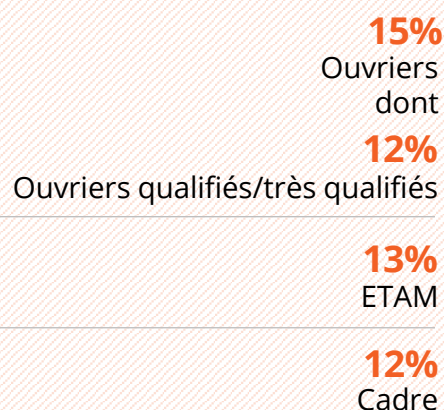 15%
Ouvriers
dont
12%
Ouvriers qualifiés/très qualifiés
13%
ETAM
12%
Cadre